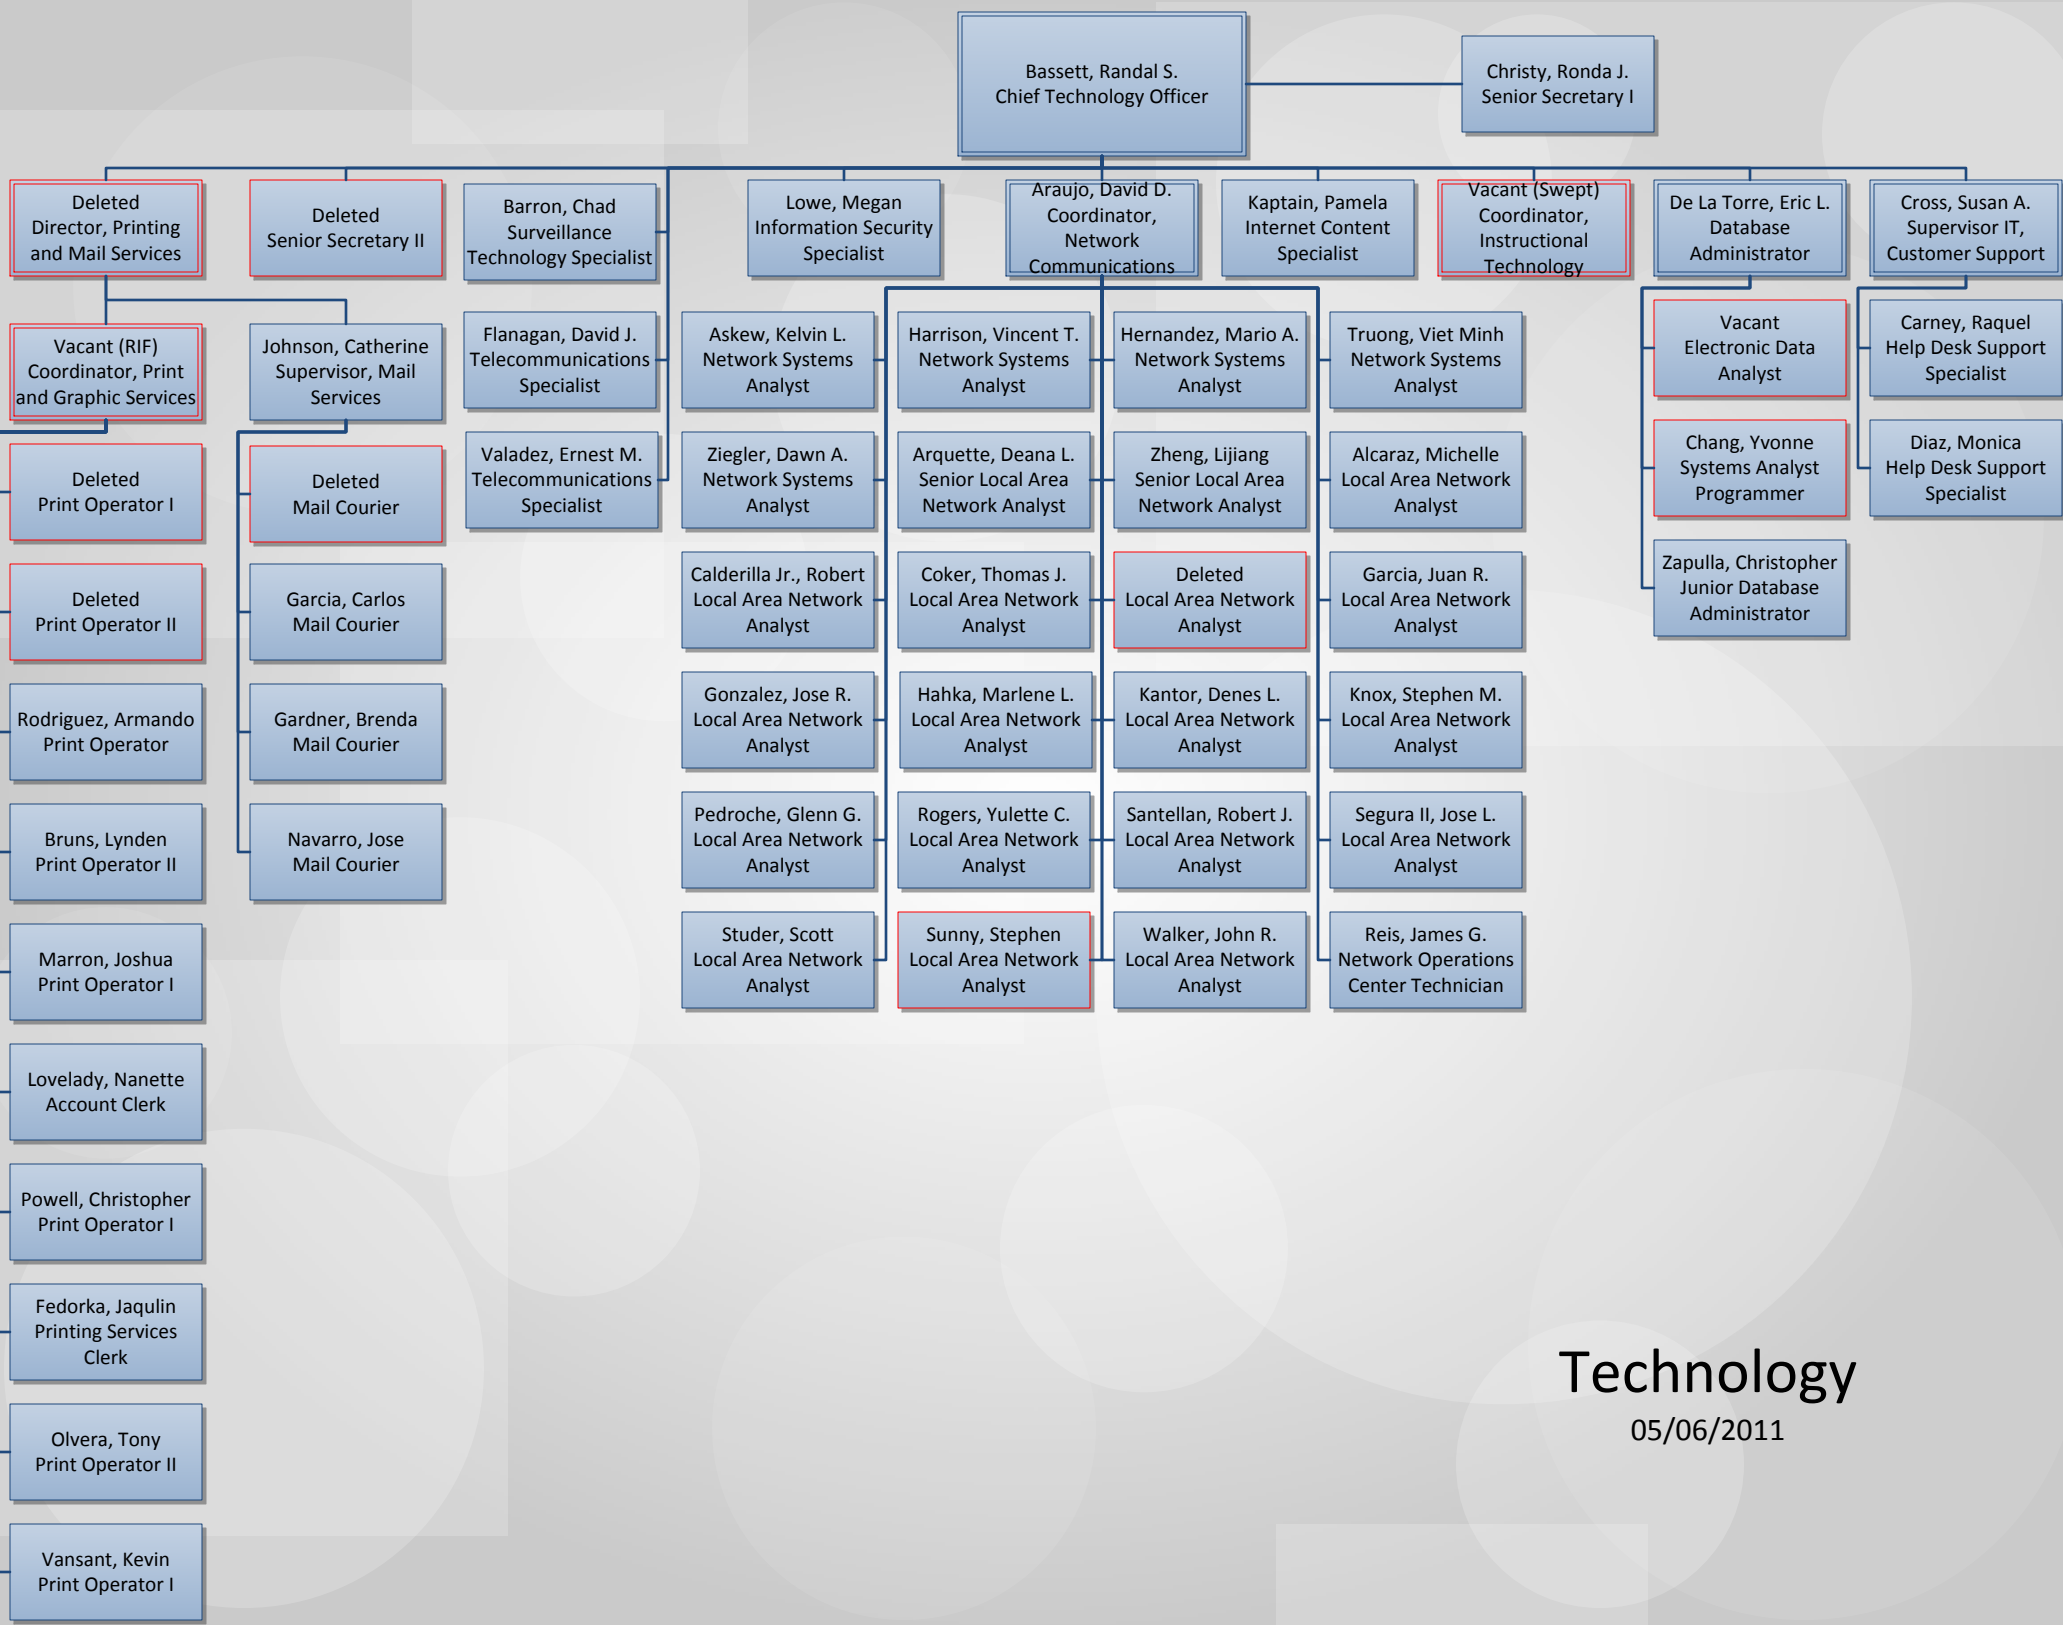 Bassett, Randal S.
Chief Technology Officer
Christy, Ronda J.
Senior Secretary I
Deleted
Director, Printing
and Mail Services
Deleted
Senior Secretary II
Barron, Chad
Surveillance
Technology Specialist
Lowe, Megan
Information Security
Specialist
Araujo, David D.
Coordinator,
Network
Communications
Kaptain, Pamela
Internet Content
Specialist
Vacant (Swept)
Coordinator,
Instructional
Technology
De La Torre, Eric L.
Database
Administrator
Cross, Susan A.
Supervisor IT,
Customer Support
Vacant (RIF)
Coordinator, Print
and Graphic Services
Johnson, Catherine
Supervisor, Mail
Services
Flanagan, David J.
Telecommunications
Specialist
Askew, Kelvin L.
Network Systems
Analyst
Harrison, Vincent T.
Network Systems
Analyst
Hernandez, Mario A.
Network Systems
Analyst
Truong, Viet Minh
Network Systems
Analyst
Vacant
Electronic Data
Analyst
Carney, Raquel
Help Desk Support
Specialist
Deleted
Print Operator I
Deleted
Mail Courier
Valadez, Ernest M.
Telecommunications
Specialist
Ziegler, Dawn A.
Network Systems
Analyst
Arquette, Deana L.
Senior Local Area
Network Analyst
Zheng, Lijiang
Senior Local Area
Network Analyst
Alcaraz, Michelle
Local Area Network
Analyst
Chang, Yvonne
Systems Analyst
Programmer
Diaz, Monica
Help Desk Support
Specialist
Deleted
Print Operator II
Garcia, Carlos
Mail Courier
Calderilla Jr., Robert
Local Area Network
Analyst
Coker, Thomas J.
Local Area Network
Analyst
Deleted
Local Area Network
Analyst
Garcia, Juan R.
Local Area Network
Analyst
Zapulla, Christopher
Junior Database
Administrator
Rodriguez, Armando
Print Operator
Gardner, Brenda
Mail Courier
Gonzalez, Jose R.
Local Area Network
Analyst
Hahka, Marlene L.
Local Area Network
Analyst
Kantor, Denes L.
Local Area Network
Analyst
Knox, Stephen M.
Local Area Network
Analyst
Bruns, Lynden
Print Operator II
Navarro, Jose
Mail Courier
Pedroche, Glenn G.
Local Area Network
Analyst
Rogers, Yulette C.
Local Area Network
Analyst
Santellan, Robert J.
Local Area Network
Analyst
Segura II, Jose L.
Local Area Network
Analyst
Marron, Joshua
Print Operator I
Studer, Scott
Local Area Network
Analyst
Sunny, Stephen
Local Area Network
Analyst
Walker, John R.
Local Area Network
Analyst
Reis, James G.
Network Operations
Center Technician
Lovelady, Nanette
Account Clerk
Powell, Christopher
Print Operator I
Fedorka, Jaqulin
Printing Services
Clerk
Olvera, Tony
Print Operator II
Vansant, Kevin
Print Operator I
Technology
05/06/2011